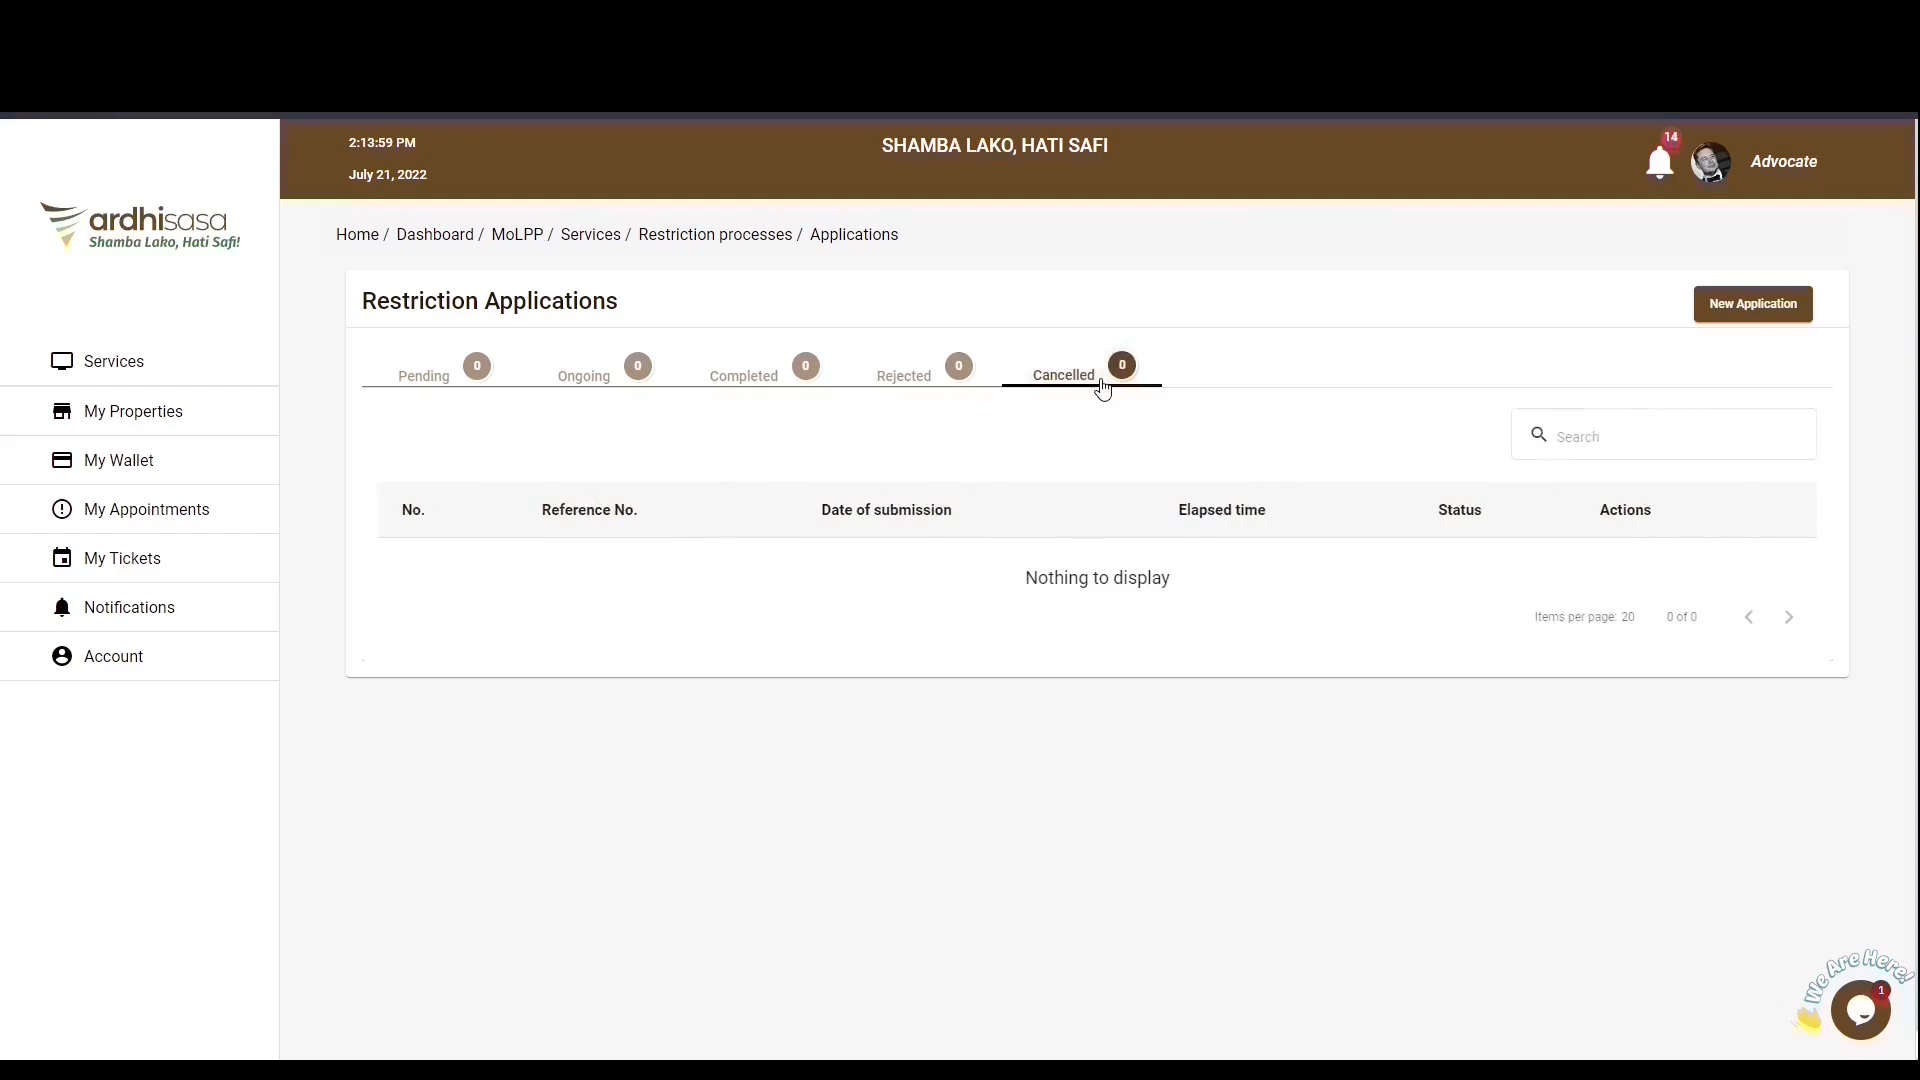 2:13:59 PM
SHAMBA LAKO, HATI SAFI
14
Advocate
July 21, 2022
ardhisasa
Shamba Lako, Hati Safi!
Home / Dashboard / MoLPP / Services / Restriction processes / Applications
Restriction Applications
New Application
Services
My Properties
My Wallet
My Appointments
My Tickets
Notifications
Account
Pending 0 Ongoing 0 Completed 0 Rejected 0 Cancelled 0
Search
No. Reference No. Date of submission Elapsed time Status Actions
Nothing to display
Items per page: 20 0 of 0
We Are Here!
1